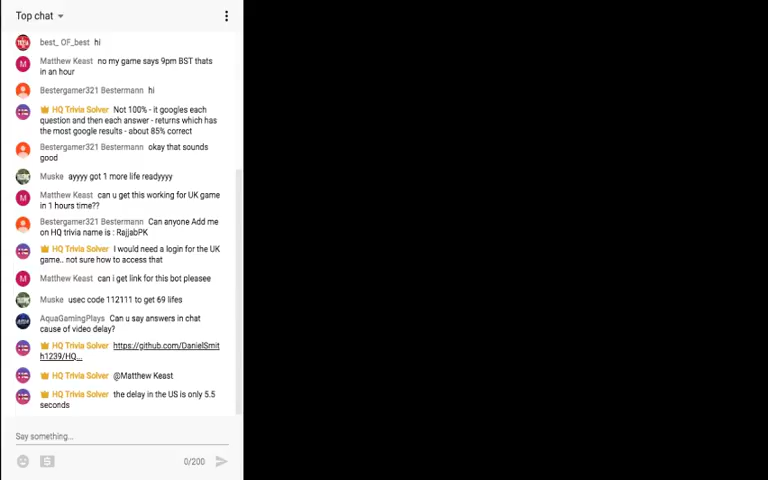 Top chat
best_ OF_best hi
Matthew Keast no my game says 9pm BST thats
in an hour
Bestergamer321 Bestermann hi
HQ Trivia Solver Not 100% - it googles each
question and then each answer - returns which has
the most google results - about 85% correct
Bestergamer321 Bestermann okay that sounds
good
Muske ayyyy got 1 more life readyyyy
Matthew Keast can u get this working for UK game
in 1 hours time??
Bestergamer321 Bestermann Can anyone Add me
on HQ trivia name is : RajjabPK
HQ Trivia Solver I would need a login for the UK
game.. not sure how to access that
Matthew Keast can i get link for this bot pleasee
Muske usec code 112111 to get 69 lifes
AquaGamingPlays Can u say answers in chat
cause of video delay?
HQ Trivia Solver https://github.com/DanielSmit
h1239/HQ...
HQ Trivia Solver @Matthew Keast
HQ Trivia Solver the delay in the US is only 5.5
seconds
Say something...
0/200